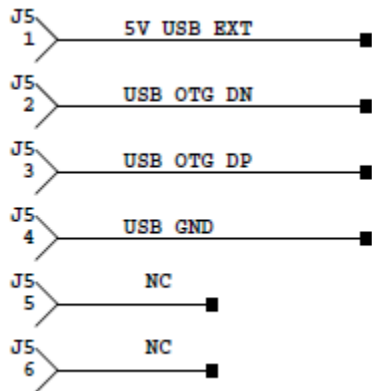 J5
1 5V USB EXT
J5
2 USB OTG DN
J5
3 USB OTG DP
J5
4 USB GND
J5
5 NC
J5
6 NC